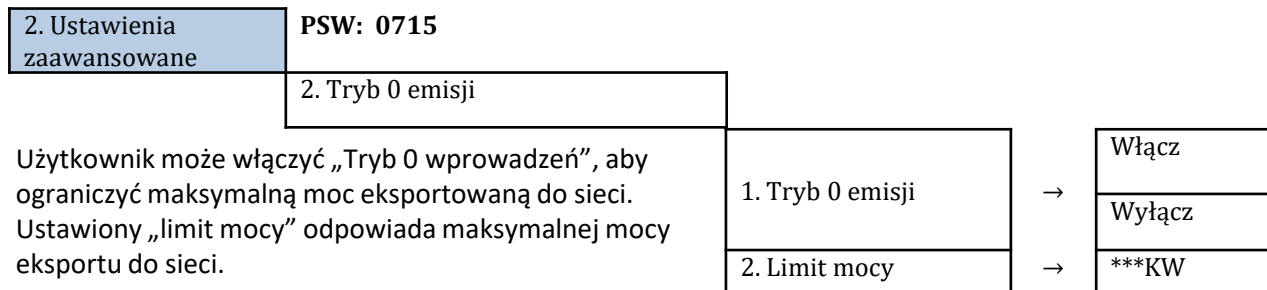 2. Ustawienia
zaawansowane
PSW: 0715
2. Tryb 0 emisji
Użytkownik może włączyć „Tryb 0 wprowadzeń”, aby
ograniczyć maksymalną moc eksportowaną do sieci.
Ustawiony „limit mocy” odpowiada maksymalnej mocy
eksportu do sieci.
1. Tryb 0 emisji
→
Włącz
Wyłącz
2. Limit mocy
→
***KW